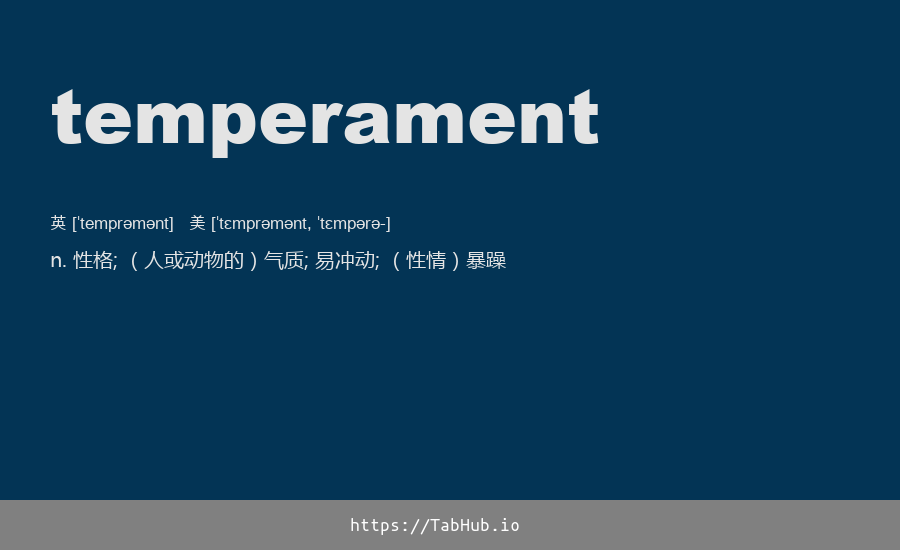 temperament
英 [ˈtemprəmənt] 美 [ˈtɛmprəmənt, ˈtɛmpərə-]
n. 性格; （人或动物的）气质; 易冲动; （性情）暴躁
https://TabHub.io